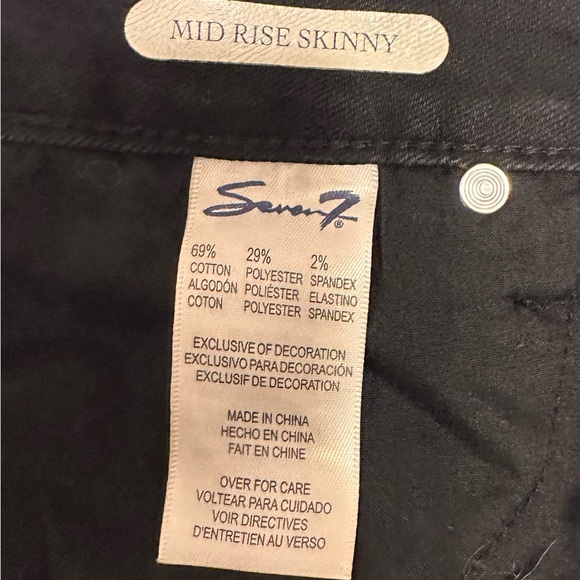 MID RISE SKINNY
Seven7®
69% 29% 2%
COTTON POLYESTER SPANDEX
ALGODÓN POLIÉSTER ELASTINO
COTON POLYESTER SPANDEX
EXCLUSIVE OF DECORATION
EXCLUSIVO PARA DECORACIÓN
EXCLUSIF DE DECORATION
MADE IN CHINA
HECHO EN CHINA
FAIT EN CHINE
OVER FOR CARE
VOLTEAR PARA CUIDADO
VOIR DIRECTIVES
D'ENTRETIEN AU VERSO